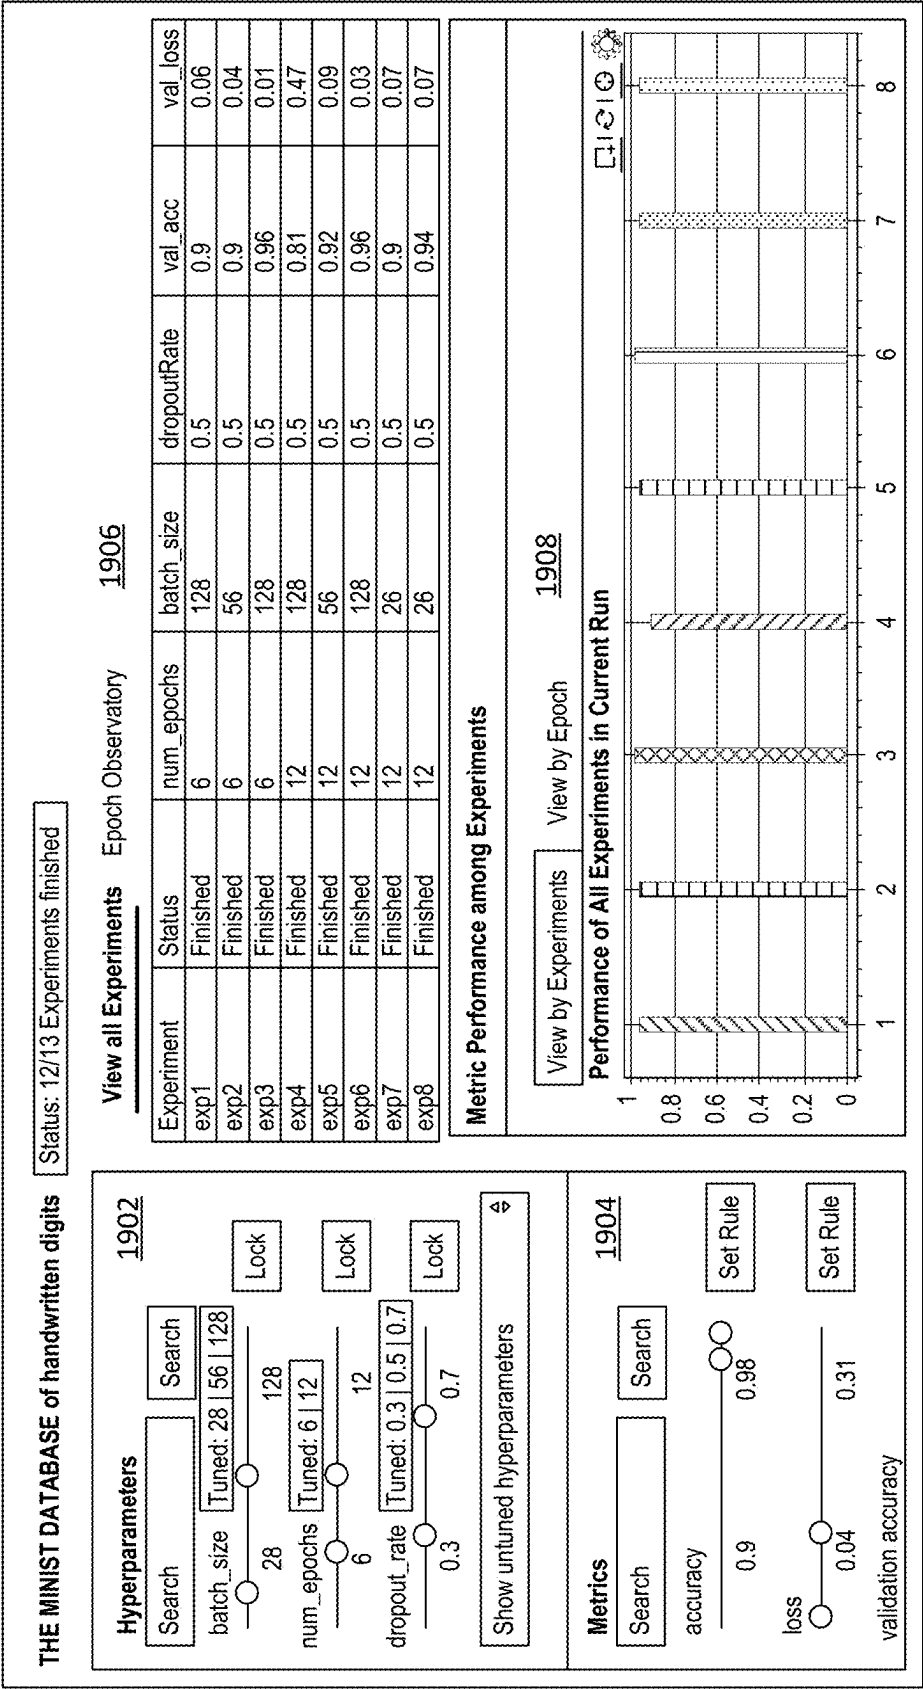 THE MINIST DATABASE of handwritten digits Status: 12/13 Experiments finished
Hyperparameters 1902
Search Search
batch_size Tuned: 28 | 56 | 128
Lock
28 128
num_epochs Tuned: 6 | 12
Lock
6 12
dropout_rate Tuned: 0.3 | 0.5 | 0.7
Lock
0.3 0.7
Show untuned hyperparameters
Metrics 1904
Search Search
accuracy
Set Rule
0.9 0.98
loss
Set Rule
0.04 0.31
validation accuracy
View all Experiments Epoch Observatory 1906
Experiment Status num_epochs batch_size dropoutRate val_acc val_loss
exp1 Finished 6 128 0.5 0.9 0.06
exp2 Finished 6 56 0.5 0.9 0.04
exp3 Finished 6 128 0.5 0.96 0.01
exp4 Finished 12 128 0.5 0.81 0.47
exp5 Finished 12 56 0.5 0.92 0.09
exp6 Finished 12 128 0.5 0.96 0.03
exp7 Finished 12 26 0.5 0.9 0.07
exp8 Finished 12 26 0.5 0.94 0.07
Metric Performance among Experiments
View by Experiments View by Epoch 1908
Performance of All Experiments in Current Run
1
0.8
0.6
0.4
0.2
0
1 2 3 4 5 6 7 8